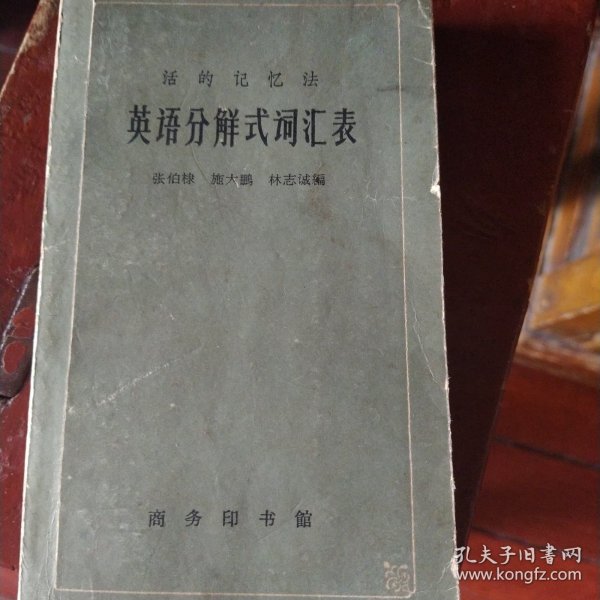 活的记忆法
英语分解式词汇表
张伯棣 施大鹏 林志诚编
商务印书館
孔夫子旧书网
www.kongfz.com